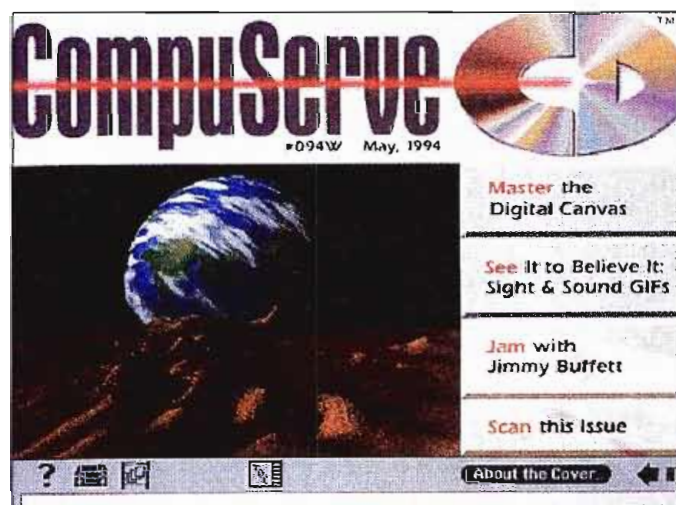 CompuServe
TM
#094W May, 1994
Master the
Digital Canvas
See It to Believe It:
Sight & Sound GIFs
Jam with
Jimmy Buffett
Scan this Issue
?
About the Cover...